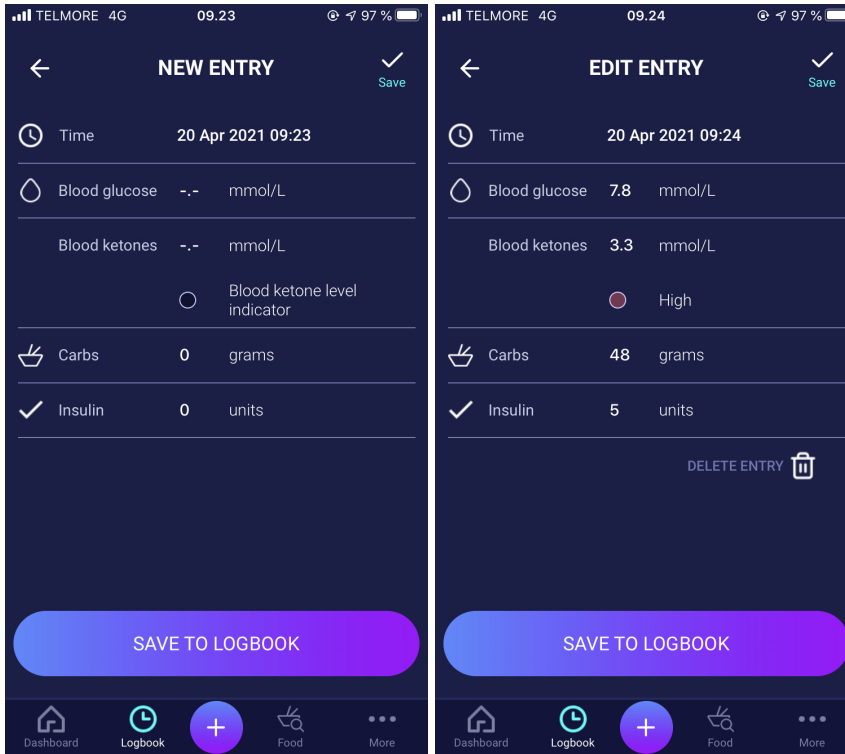 TELMORE 4G 09.23 97 %
NEW ENTRY
Save
Time 20 Apr 2021 09:23
Blood glucose -.- mmol/L
Blood ketones -.- mmol/L
Blood ketone level
indicator
Carbs 0 grams
Insulin 0 units
SAVE TO LOGBOOK
Dashboard Logbook Food More
TELMORE 4G 09.24 97 %
EDIT ENTRY
Save
Time 20 Apr 2021 09:24
Blood glucose 7.8 mmol/L
Blood ketones 3.3 mmol/L
High
Carbs 48 grams
Insulin 5 units
DELETE ENTRY
SAVE TO LOGBOOK
Dashboard Logbook Food More